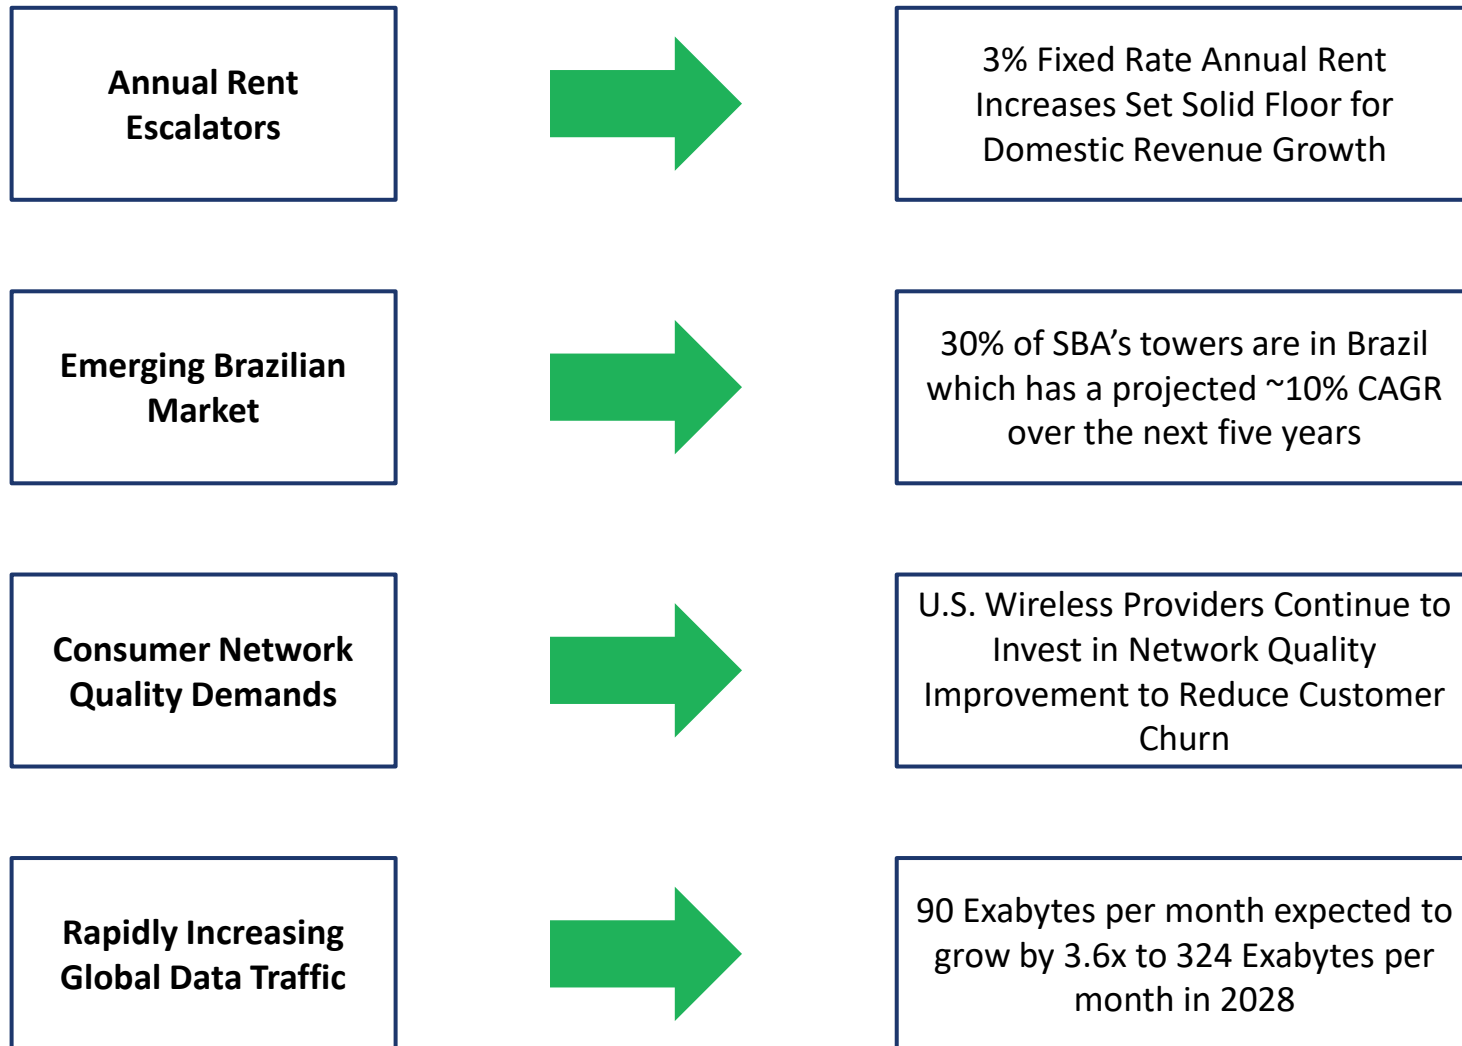 Annual Rent
Escalators
3% Fixed Rate Annual Rent
Increases Set Solid Floor for
Domestic Revenue Growth
Emerging Brazilian
Market
30% of SBA’s towers are in Brazil
which has a projected ~10% CAGR
over the next five years
Consumer Network
Quality Demands
U.S. Wireless Providers Continue to
Invest in Network Quality
Improvement to Reduce Customer
Churn
Rapidly Increasing
Global Data Traffic
90 Exabytes per month expected to
grow by 3.6x to 324 Exabytes per
month in 2028